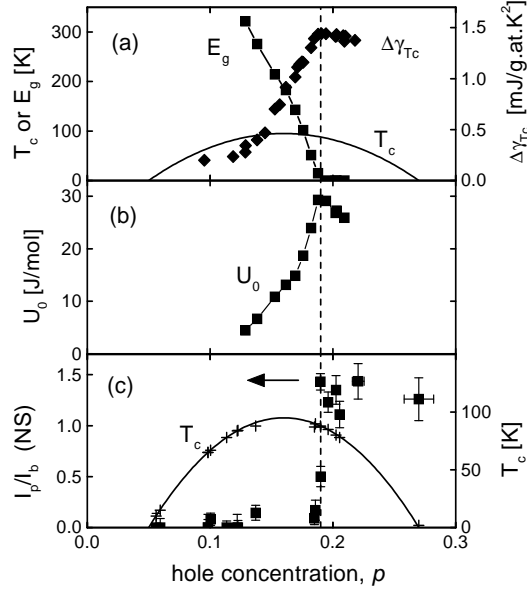 (a)
E_g
Δγ_Tc
T_c
T_c or E_g [K]
Δγ_Tc [mJ/g.at.K²]
300
200
100
0
1.5
1.0
0.5
0.0
(b)
U_0
U_0 [J/mol]
30
20
10
0
(c)
T_c
I_p/I_b (NS)
T_c [K]
1.5
1.0
0.5
0.0
100
50
0
0.0
0.1
0.2
0.3
hole concentration, p